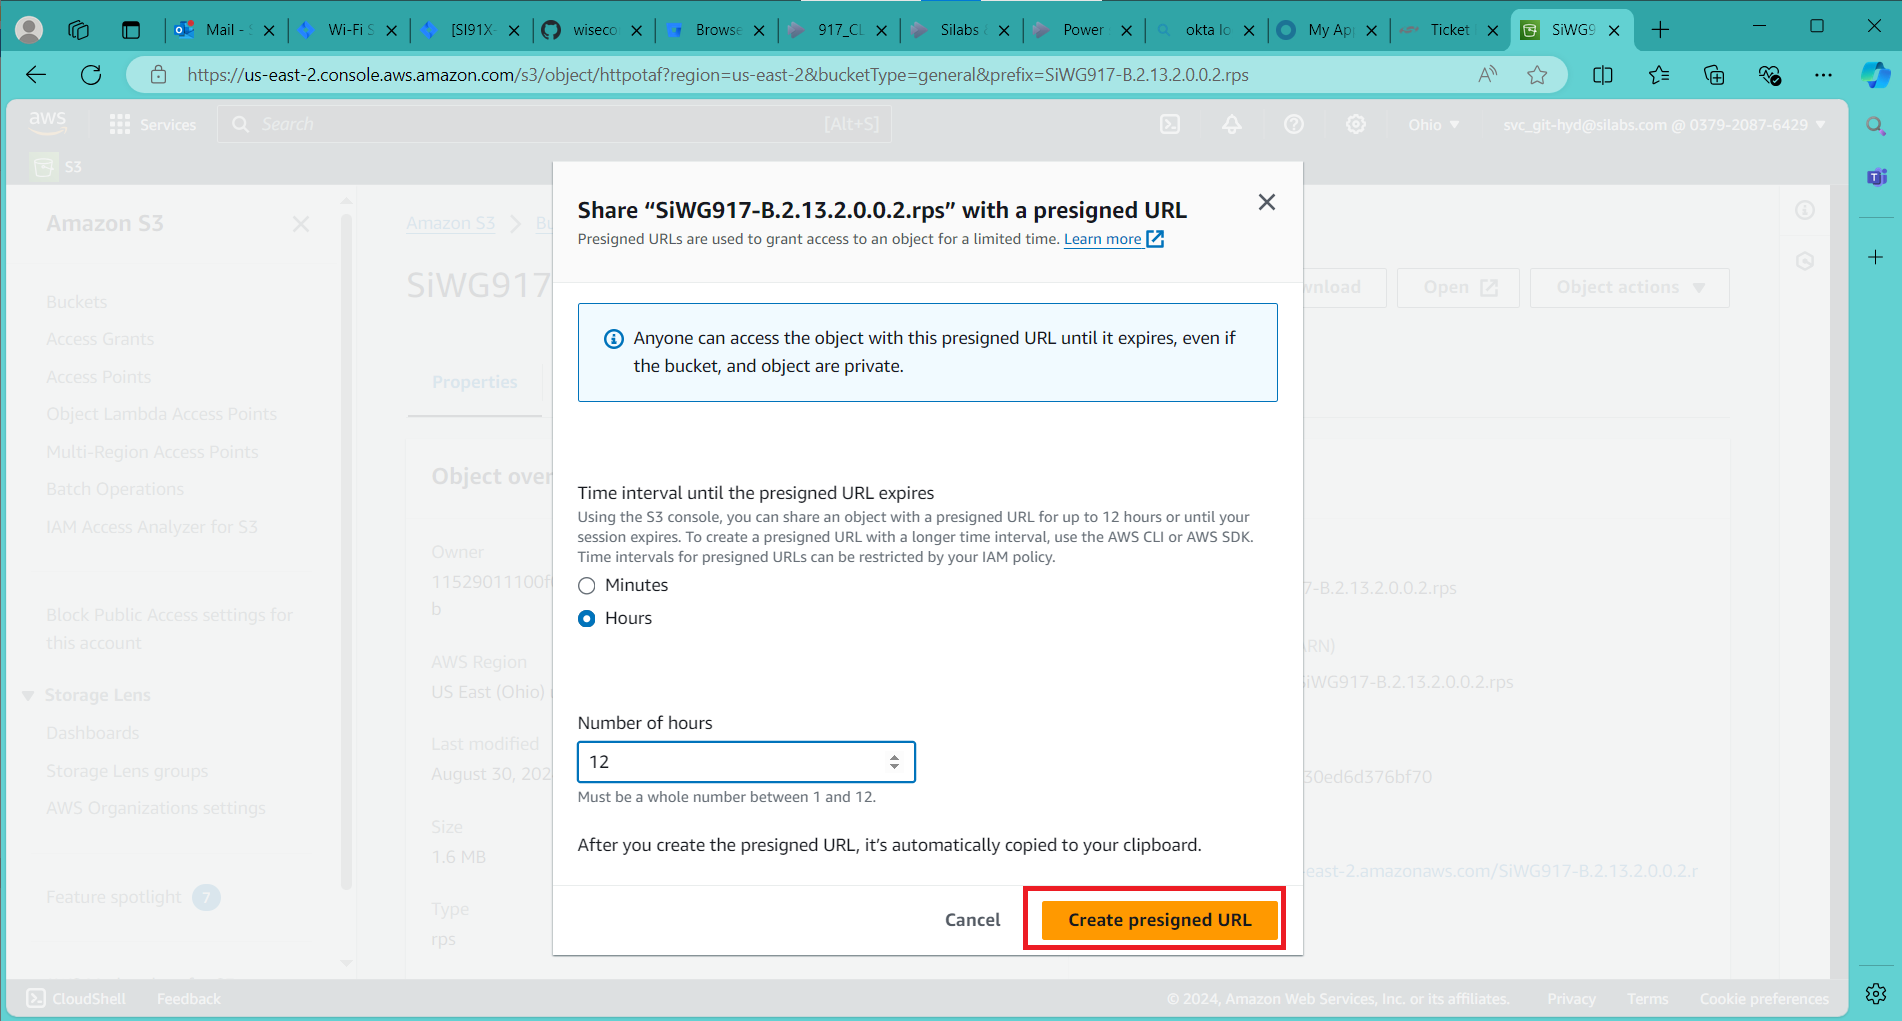 Mail - S
Wi-Fi S
[SI91X-
wiseco
Browse
917_CL
Silabs &
Power
okta lo
My App
Ticket
SiWG9
https://us-east-2.console.aws.amazon.com/s3/object/httpotaf?region=us-east-2&bucketType=general&prefix=SiWG917-B.2.13.2.0.0.2.rps
aws
Services
Search
[Alt+S]
Ohio
svc_git-hyd@silabs.com @ 0379-2087-6429
S3
Amazon S3
Buckets
Access Grants
Access Points
Object Lambda Access Points
Multi-Region Access Points
Batch Operations
IAM Access Analyzer for S3
Block Public Access settings for
this account
Storage Lens
Dashboards
Storage Lens groups
AWS Organizations settings
Feature spotlight 7
Amazon S3
Bu
SiWG917
wnload
Open
Object actions
Properties
Object over
Owner
11529011100f
b
AWS Region
US East (Ohio)
Last modified
August 30, 202
Size
1.6 MB
Type
rps
7-B.2.13.2.0.0.2.rps
ARN)
SiWG917-B.2.13.2.0.0.2.rps
30ed6d376bf70
-east-2.amazonaws.com/SiWG917-B.2.13.2.0.0.2.r
Share “SiWG917-B.2.13.2.0.0.2.rps” with a presigned URL
Presigned URLs are used to grant access to an object for a limited time. Learn more
Anyone can access the object with this presigned URL until it expires, even if
the bucket, and object are private.
Time interval until the presigned URL expires
Using the S3 console, you can share an object with a presigned URL for up to 12 hours or until your
session expires. To create a presigned URL with a longer time interval, use the AWS CLI or AWS SDK.
Time intervals for presigned URLs can be restricted by your IAM policy.
Minutes
Hours
Number of hours
12
Must be a whole number between 1 and 12.
After you create the presigned URL, it’s automatically copied to your clipboard.
Cancel
Create presigned URL
CloudShell
Feedback
© 2024, Amazon Web Services, Inc. or its affiliates.
Privacy
Terms
Cookie preferences